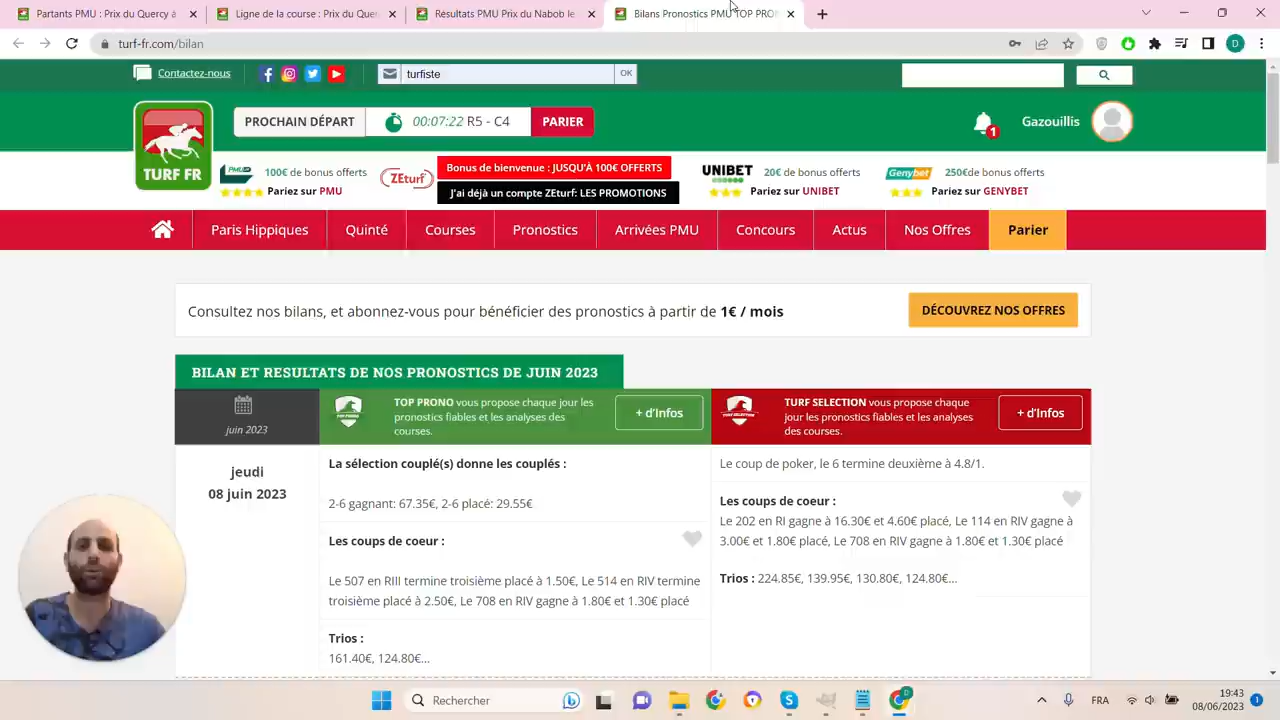 Partants PMU : Prix du Quercy à
Ligne de la course : Prix du Que
Résultats PMU Prix du Nabob le
Bilans Pronostics PMU TOP PRON
turf-fr.com/bilan
Contactez-nous
turfiste
OK
TURF FR
PROCHAIN DÉPART
00:07:22 R5 - C4
PARIER
1
Gazouillis
PMU
100€ de bonus offerts
Pariez sur PMU
ZEturf
Bonus de bienvenue : JUSQU'À 100€ OFFERTS
J'ai déjà un compte ZEturf: LES PROMOTIONS
UNIBET
20€ de bonus offerts
Pariez sur UNIBET
Genybet
250€de bonus offerts
Pariez sur GENYBET
Paris Hippiques
Quinté
Courses
Pronostics
Arrivées PMU
Concours
Actus
Nos Offres
Parier
Consultez nos bilans, et abonnez-vous pour bénéficier des pronostics à partir de 1€ / mois
DÉCOUVREZ NOS OFFRES
BILAN ET RESULTATS DE NOS PRONOSTICS DE JUIN 2023
juin 2023
TOP PRONO
TOP PRONO vous propose chaque jour les
pronostics fiables et les analyses des
courses.
+ d'Infos
TURF SELECTION
TURF SELECTION vous propose chaque
jour les pronostics fiables et les analyses
des courses.
+ d'Infos
jeudi
08 juin 2023
La sélection couplé(s) donne les couplés :
2-6 gagnant: 67.35€, 2-6 placé: 29.55€
Les coups de coeur :
Le 507 en RIII termine troisième placé à 1.50€, Le 514 en RIV termine
troisième placé à 2.50€, Le 708 en RIV gagne à 1.80€ et 1.30€ placé
Trios :
161.40€, 124.80€...
Le coup de poker, le 6 termine deuxième à 4.8/1.
Les coups de coeur :
Le 202 en RI gagne à 16.30€ et 4.60€ placé, Le 114 en RIV gagne à
3.00€ et 1.80€ placé, Le 708 en RIV gagne à 1.80€ et 1.30€ placé
Trios : 224.85€, 139.95€, 130.80€, 124.80€...
Rechercher
FRA
19:43
08/06/2023
1